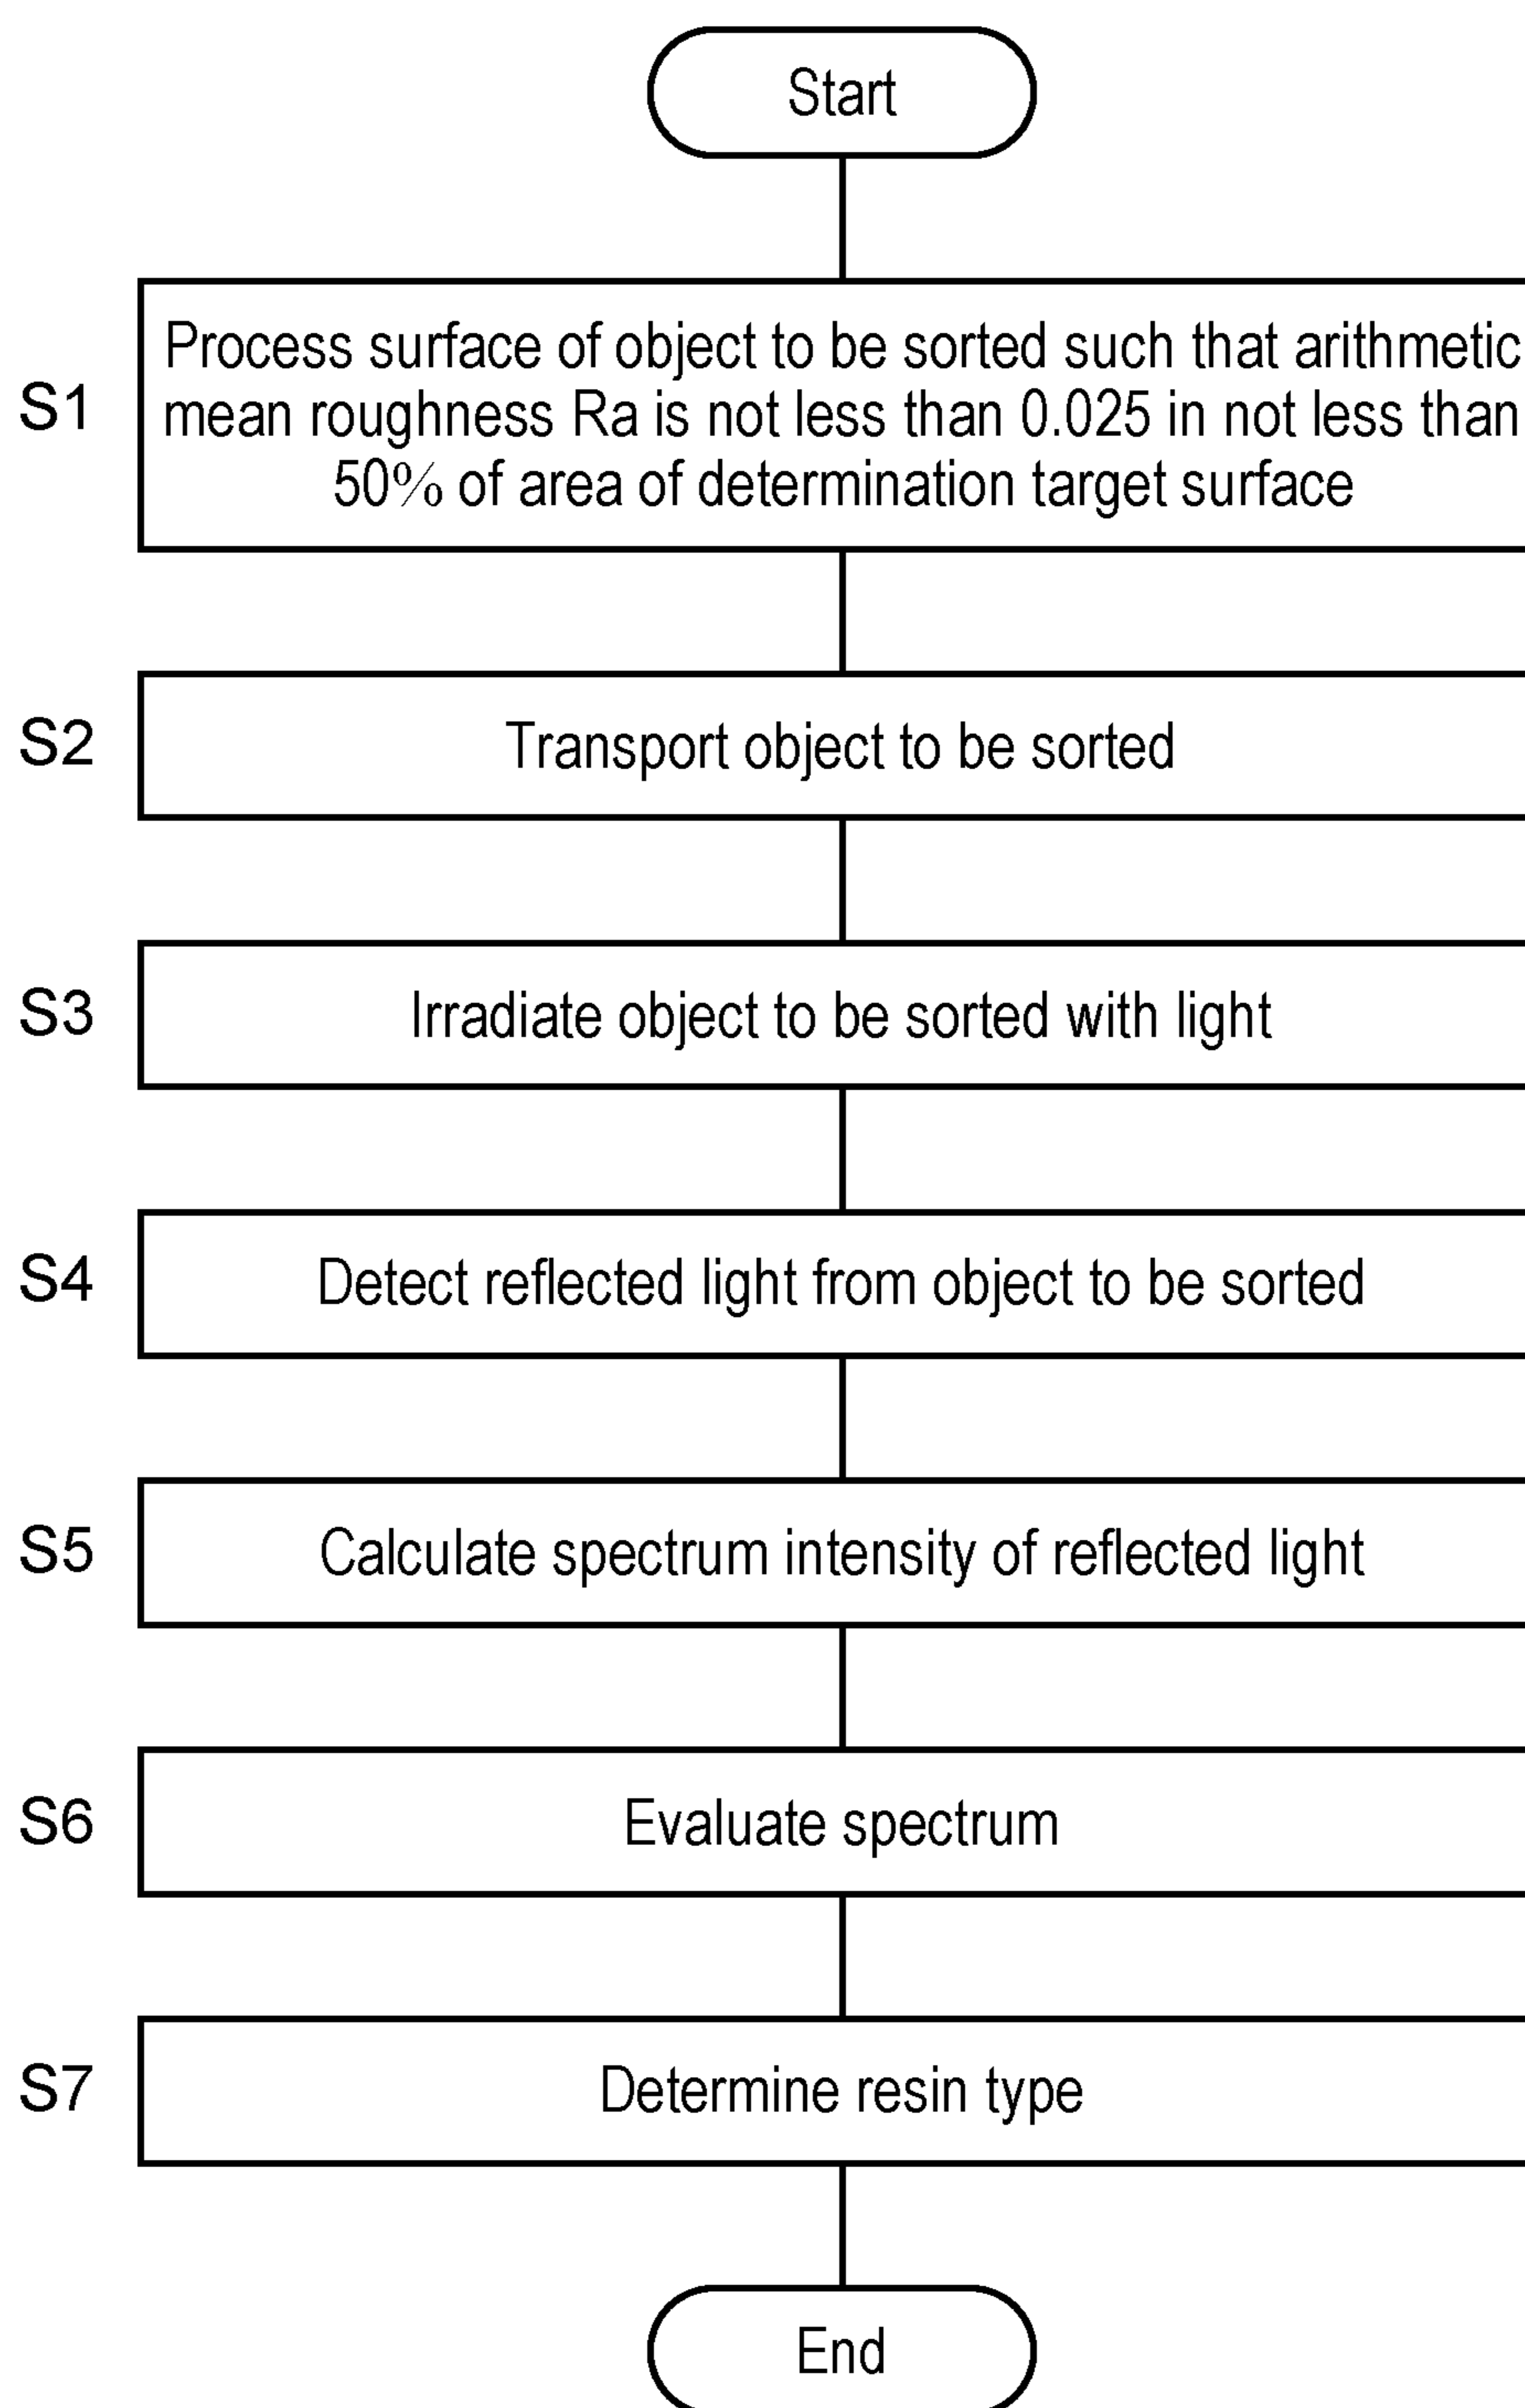 Start
S1
Process surface of object to be sorted such that arithmetic
mean roughness Ra is not less than 0.025 in not less than
50% of area of determination target surface
S2
Transport object to be sorted
S3
Irradiate object to be sorted with light
S4
Detect reflected light from object to be sorted
S5
Calculate spectrum intensity of reflected light
S6
Evaluate spectrum
S7
Determine resin type
End